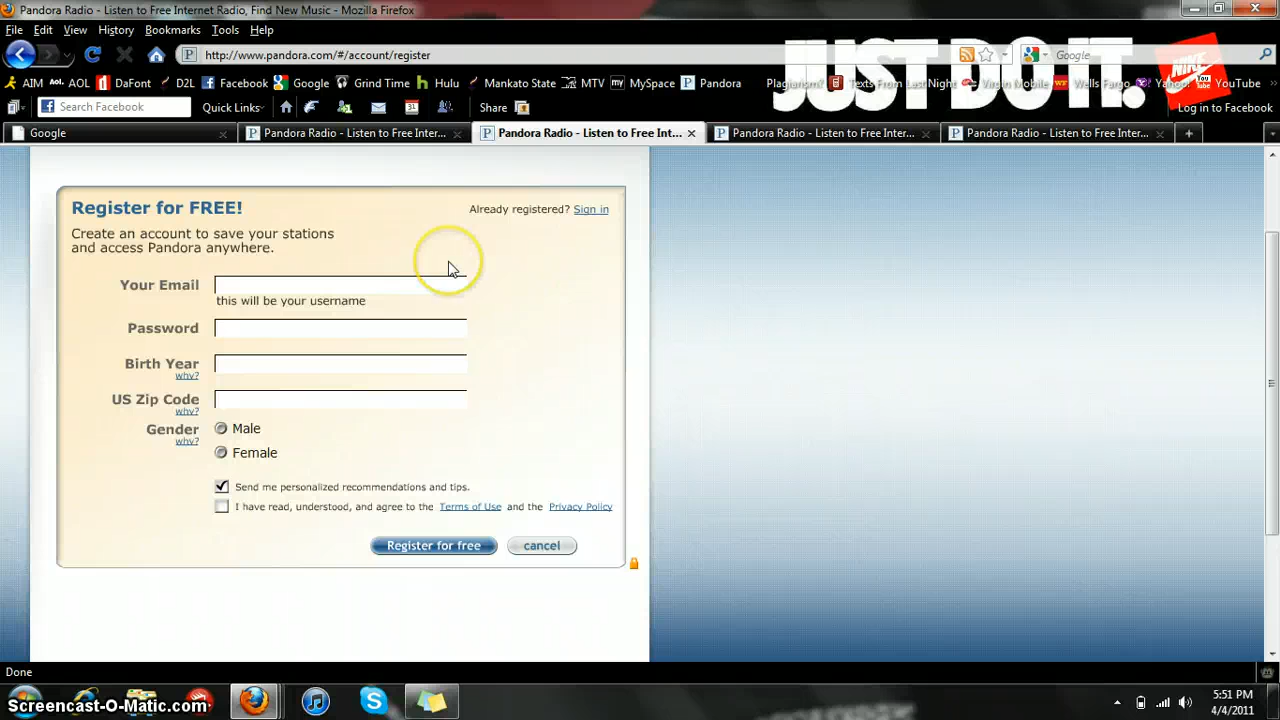 Pandora Radio - Listen to Free Internet Radio, Find New Music - Mozilla Firefox
File Edit View History Bookmarks Tools Help
http://www.pandora.com/#/account/register
Google
JUST DO IT.
NIKE
AIM AOL DaFont D2L Facebook Google Grind Time Hulu Mankato State MTV MySpace Pandora Plagiarism? Texts From Last Night Virgin Mobile Wells Fargo Yahoo YouTube
Search Facebook Quick Links Share Log in to Facebook
Google Pandora Radio - Listen to Free Inter... Pandora Radio - Listen to Free Int... Pandora Radio - Listen to Free Inter... Pandora Radio - Listen to Free Inter...
Register for FREE!
Already registered? Sign in
Create an account to save your stations
and access Pandora anywhere.
Your Email
this will be your username
Password
Birth Year
why?
US Zip Code
why?
Gender
why?
Male
Female
Send me personalized recommendations and tips.
I have read, understood, and agree to the Terms of Use and the Privacy Policy
Register for free cancel
Done
Screencast-O-Matic.com
5:51 PM
4/4/2011